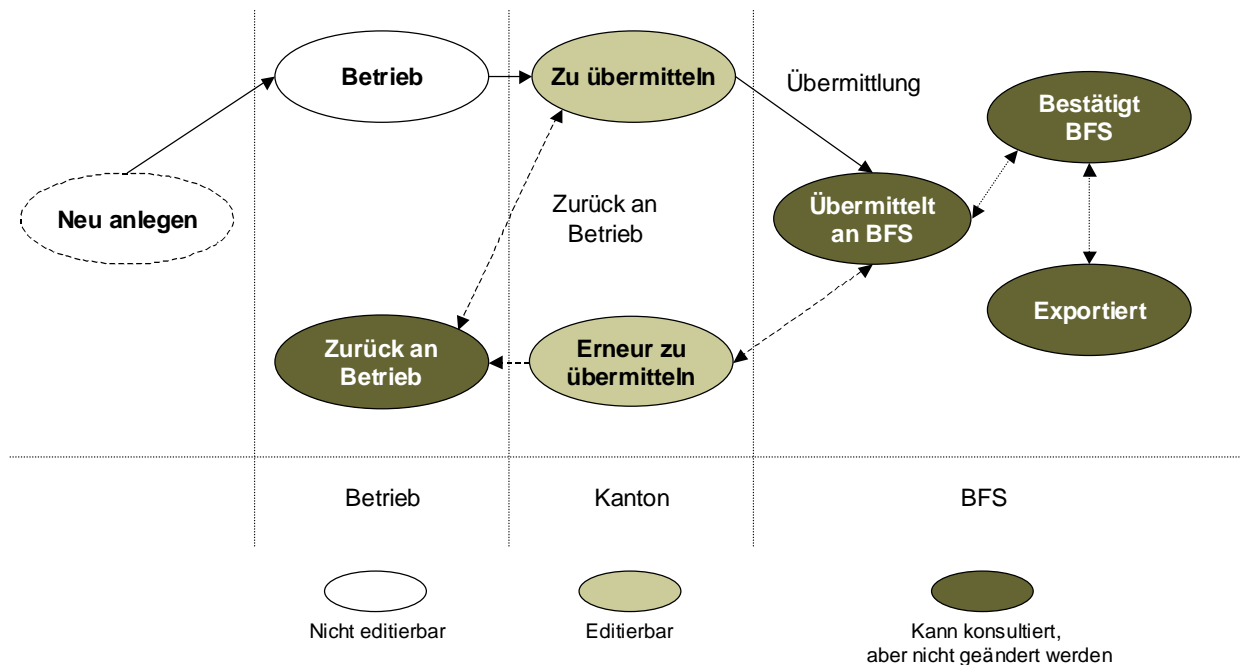 Betrieb
Zu übermitteln
Übermittlung
Bestätigt
BFS
Neu anlegen
Zurück an
Betrieb
Übermittelt
an BFS
Exportiert
Zurück an
Betrieb
Erneur zu
übermitteln
Betrieb
Kanton
BFS
Nicht editierbar
Editierbar
Kann konsultiert,
aber nicht geändert werden